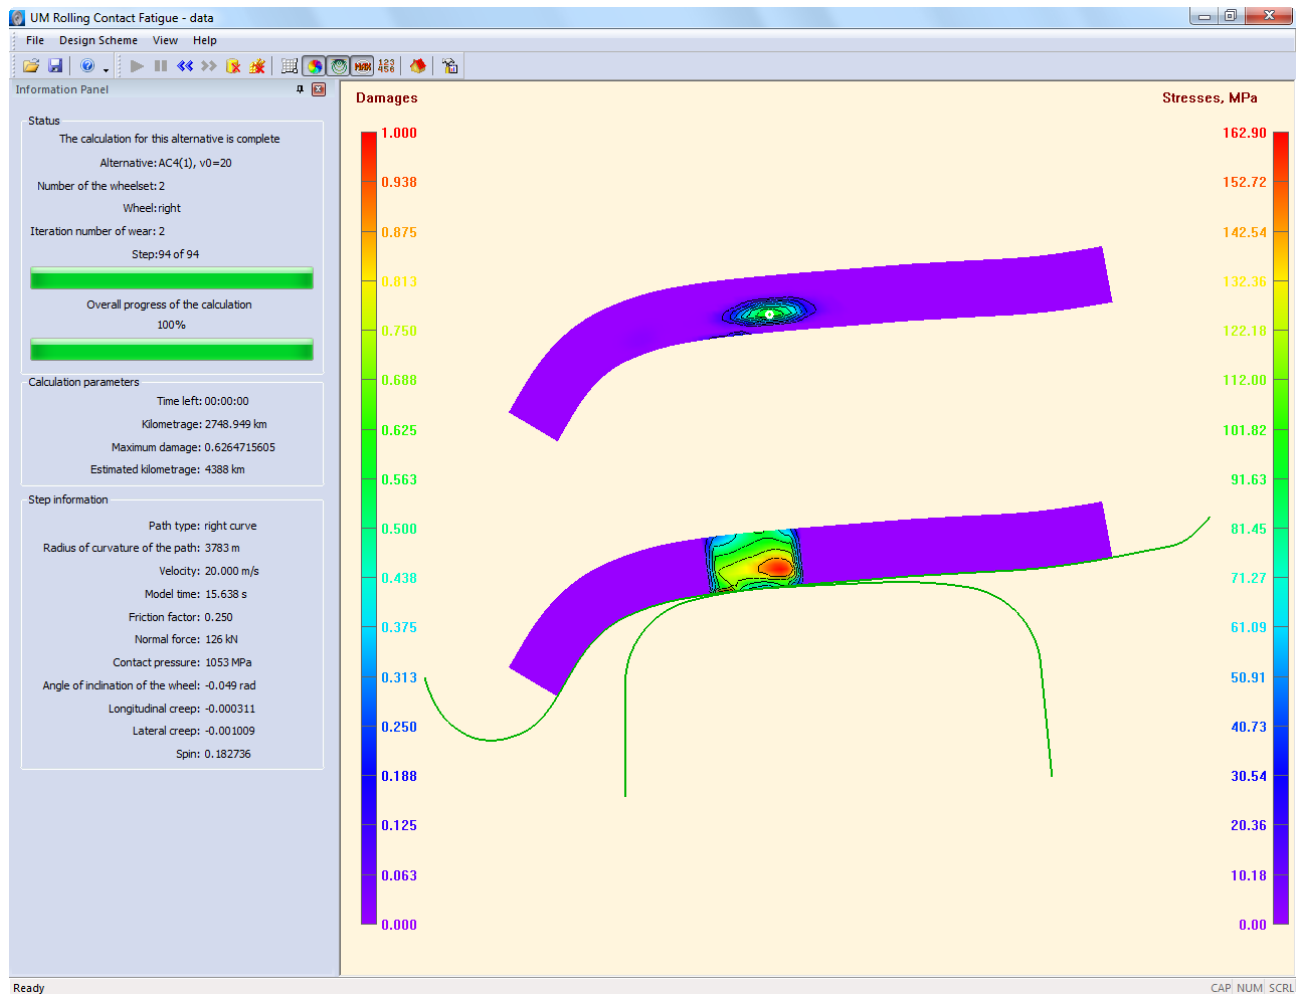 UM Rolling Contact Fatigue - data
File Design Scheme View Help
MAX 123 456
Information Panel
Status
The calculation for this alternative is complete
Alternative: AC4(1), v0=20
Number of the wheelset: 2
Wheel: right
Iteration number of wear: 2
Step: 94 of 94
Overall progress of the calculation
100%
Calculation parameters
Time left: 00:00:00
Kilometrage: 2748.949 km
Maximum damage: 0.6264715605
Estimated kilometrage: 4388 km
Step information
Path type: right curve
Radius of curvature of the path: 3783 m
Velocity: 20.000 m/s
Model time: 15.638 s
Friction factor: 0.250
Normal force: 126 kN
Contact pressure: 1053 MPa
Angle of inclination of the wheel: -0.049 rad
Longitudinal creep: -0.000311
Lateral creep: -0.001009
Spin: 0.182736
Damages
1.000
0.938
0.875
0.813
0.750
0.688
0.625
0.563
0.500
0.438
0.375
0.313
0.250
0.188
0.125
0.063
0.000
Stresses, MPa
162.90
152.72
142.54
132.36
122.18
112.00
101.82
91.63
81.45
71.27
61.09
50.91
40.73
30.54
20.36
10.18
0.00
Ready
CAP NUM SCRL